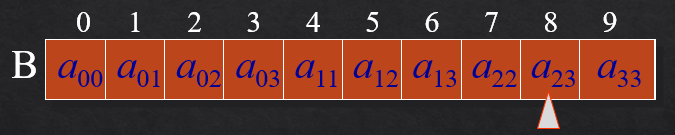 0 1 2 3 4 5 6 7 8 9
B a₀₀ a₀₁ a₀₂ a₀₃ a₁₁ a₁₂ a₁₃ a₂₂ a₂₃ a₃₃